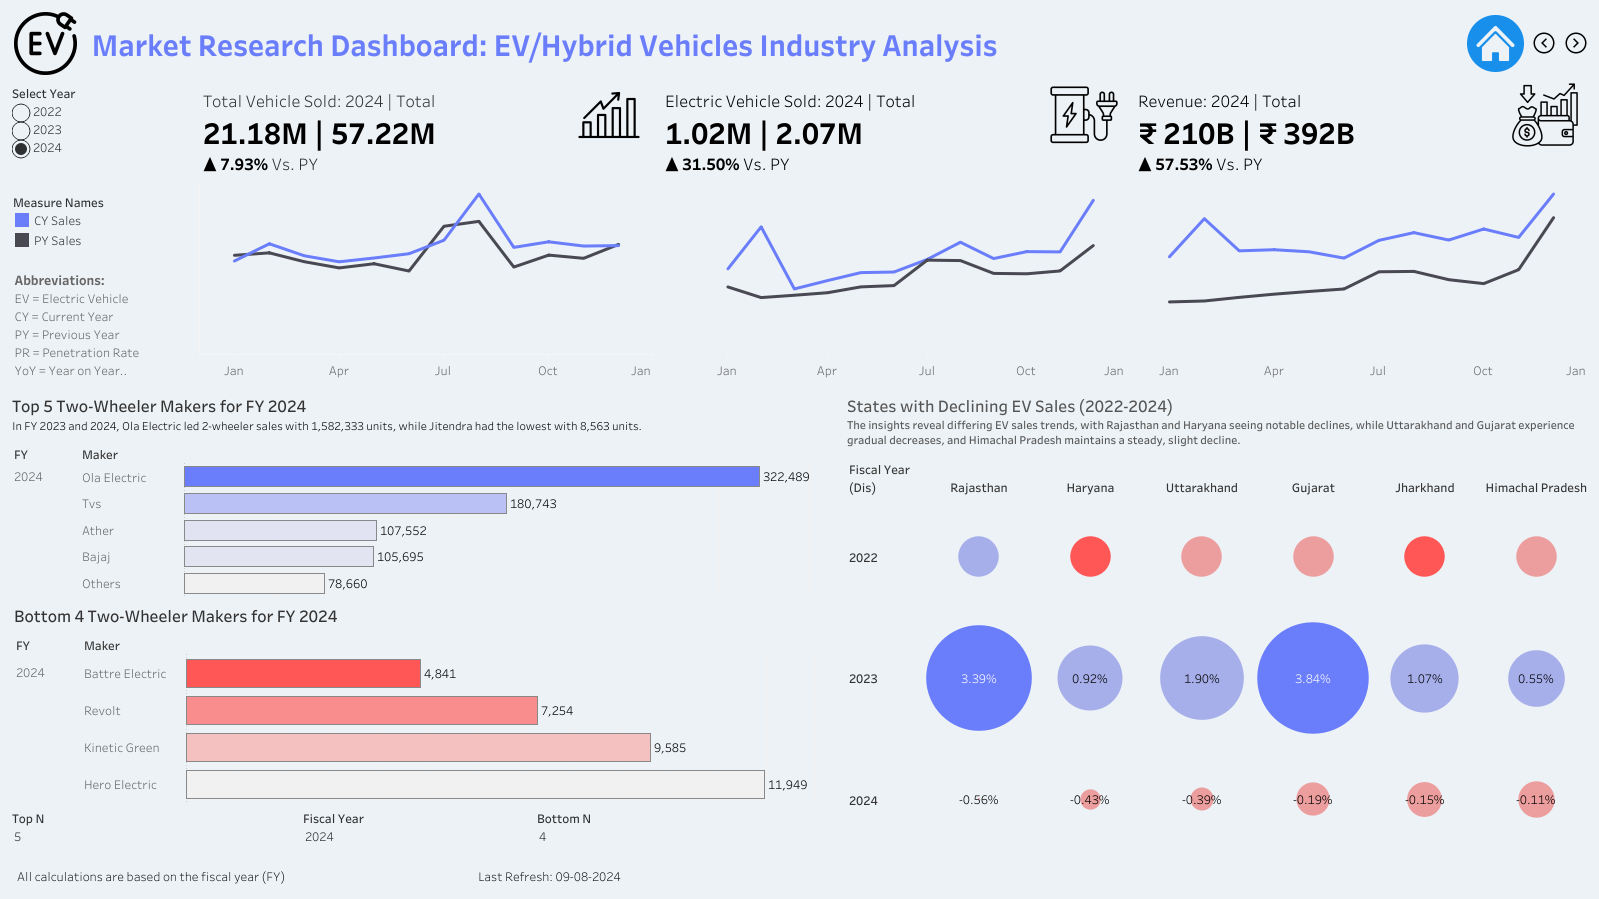 EV
Market Research Dashboard: EV/Hybrid Vehicles Industry Analysis
Select Year
2022
2023
2024
Total Vehicle Sold: 2024 | Total
21.18M | 57.22M
▲ 7.93% Vs. PY
Electric Vehicle Sold: 2024 | Total
1.02M | 2.07M
▲ 31.50% Vs. PY
Revenue: 2024 | Total
₹ 210B | ₹ 392B
▲ 57.53% Vs. PY
$
Measure Names
CY Sales
PY Sales
Abbreviations:
EV = Electric Vehicle
CY = Current Year
PY = Previous Year
PR = Penetration Rate
YoY = Year on Year..
Jan Apr Jul Oct Jan
Jan Apr Jul Oct Jan
Jan Apr Jul Oct Jan
Top 5 Two-Wheeler Makers for FY 2024
In FY 2023 and 2024, Ola Electric led 2-wheeler sales with 1,582,333 units, while Jitendra had the lowest with 8,563 units.
FY Maker
2024 Ola Electric 322,489
Tvs 180,743
Ather 107,552
Bajaj 105,695
Others 78,660
Bottom 4 Two-Wheeler Makers for FY 2024
FY Maker
2024 Battre Electric 4,841
Revolt 7,254
Kinetic Green 9,585
Hero Electric 11,949
Top N Fiscal Year Bottom N
5 2024 4
States with Declining EV Sales (2022-2024)
The insights reveal differing EV sales trends, with Rajasthan and Haryana seeing notable declines, while Uttarakhand and Gujarat experience
gradual decreases, and Himachal Pradesh maintains a steady, slight decline.
Fiscal Year
(Dis) Rajasthan Haryana Uttarakhand Gujarat Jharkhand Himachal Pradesh
2022
2023 3.39% 0.92% 1.90% 3.84% 1.07% 0.55%
2024 -0.56% -0.43% -0.39% -0.19% -0.15% -0.11%
All calculations are based on the fiscal year (FY)
Last Refresh: 09-08-2024